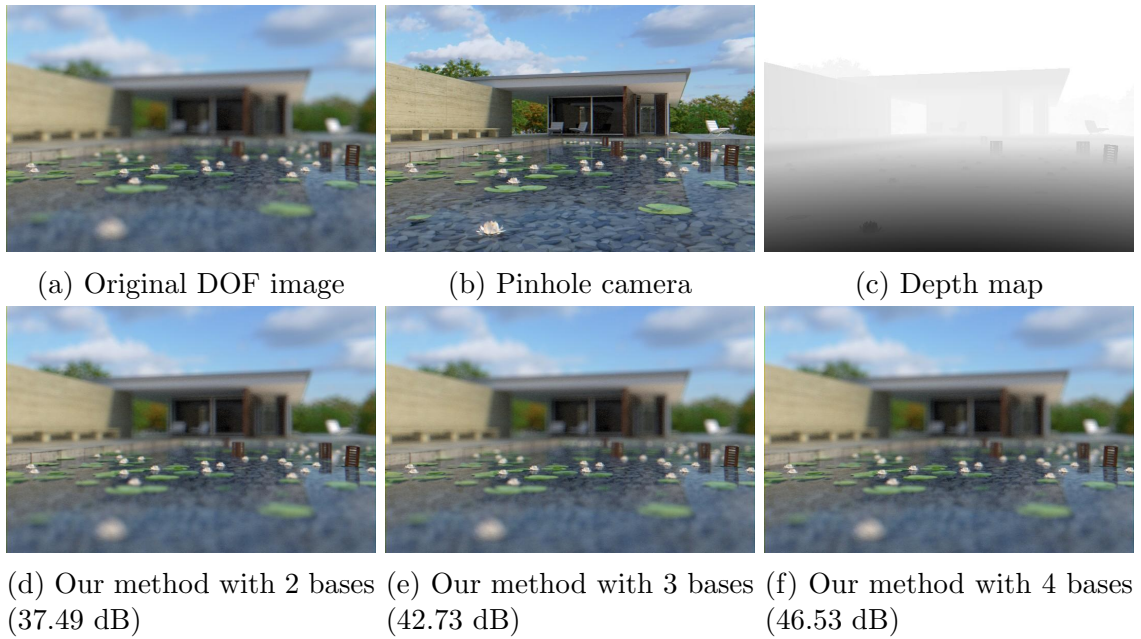 (a) Original DOF image
(b) Pinhole camera
(c) Depth map
(d) Our method with 2 bases
(37.49 dB)
(e) Our method with 3 bases
(42.73 dB)
(f) Our method with 4 bases
(46.53 dB)